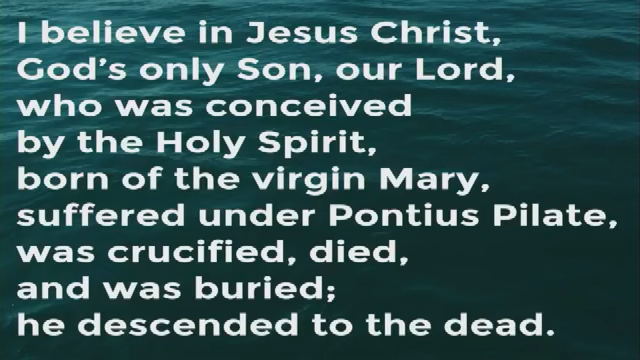 I believe in Jesus Christ,
God's only Son, our Lord,
who was conceived
by the Holy Spirit,
born of the virgin Mary,
suffered under Pontius Pilate,
was crucified, died,
and was buried;
he descended to the dead.